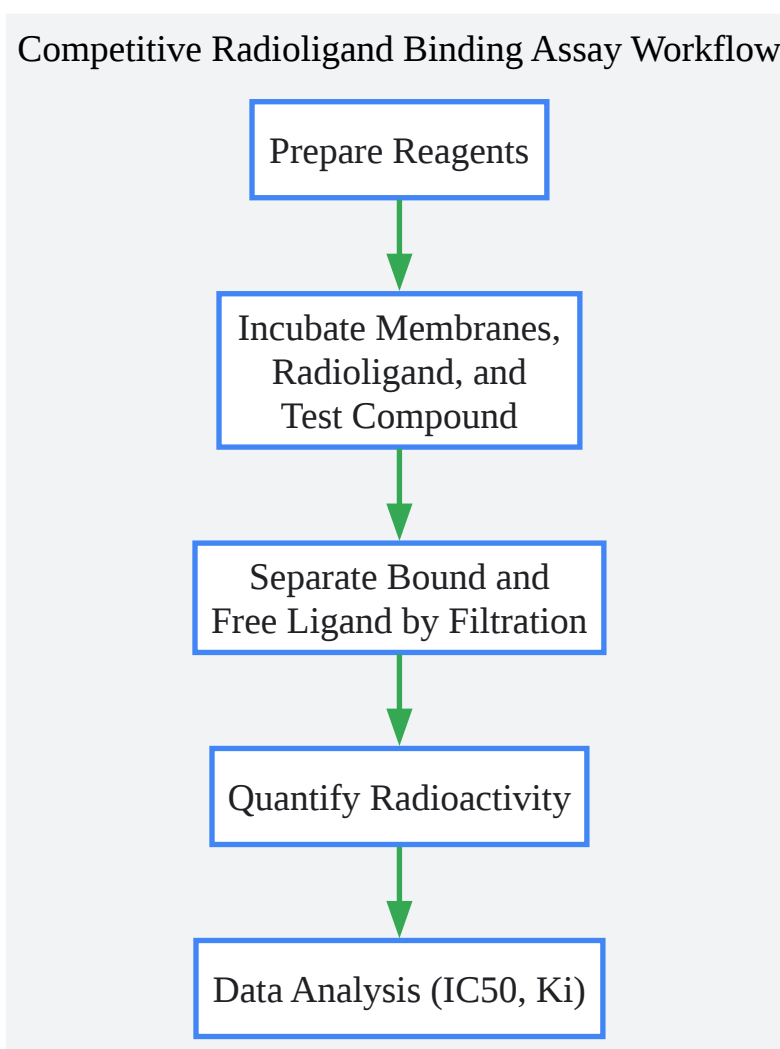 Competitive Radioligand Binding Assay Workflow
Prepare Reagents
Incubate Membranes,
Radioligand, and
Test Compound
Separate Bound and
Free Ligand by Filtration
Quantify Radioactivity
Data Analysis (IC50, Ki)